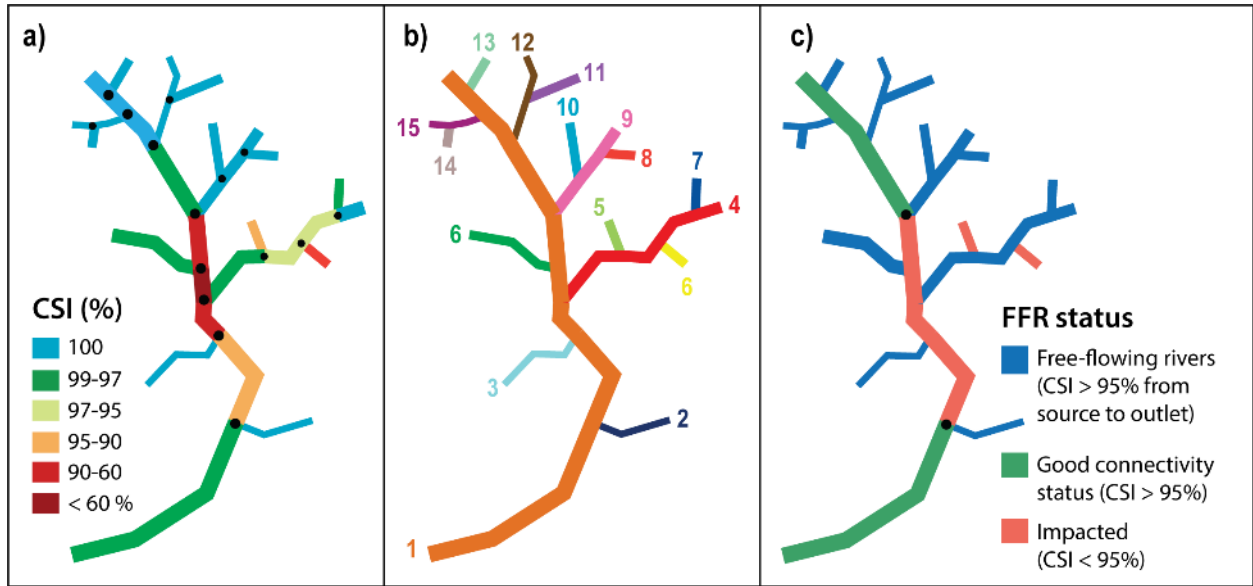 a)
CSI (%)
100
99-97
97-95
95-90
90-60
< 60 %
b)
13
12
11
10
9
15
14
8
7
5
4
6
6
3
2
1
c)
FFR status
Free-flowing rivers
(CSI > 95% from
source to outlet)
Good connectivity
status (CSI > 95%)
Impacted
(CSI < 95%)